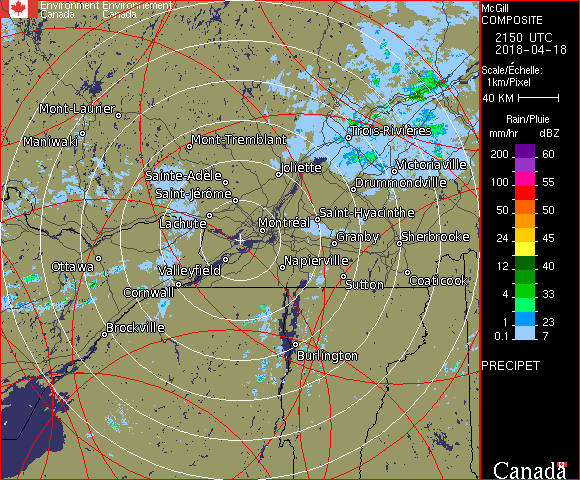 Environment Environnement
Canada Canada
McGill
COMPOSITE
2150 UTC
2018-04-18
Scale/Échelle:
1km/Pixel
40 KM
Rain/Pluie
mm/hr dBZ
200 60
100 55
50 50
24 45
12 40
4 33
1 23
0.1 7
PRECIPET
Canada
Mont-Laurier
Maniwaki
Mont-Tremblant
Trois-Rivières
Joliette
Victoriaville
Sainte-Adèle
Drummondville
Saint-Jérôme
Saint-Hyacinthe
Lachute
Montréal
Granby
Sherbrooke
Ottawa
Valleyfield
Napierville
Cornwall
Sutton
Coaticook
Brockville
Burlington